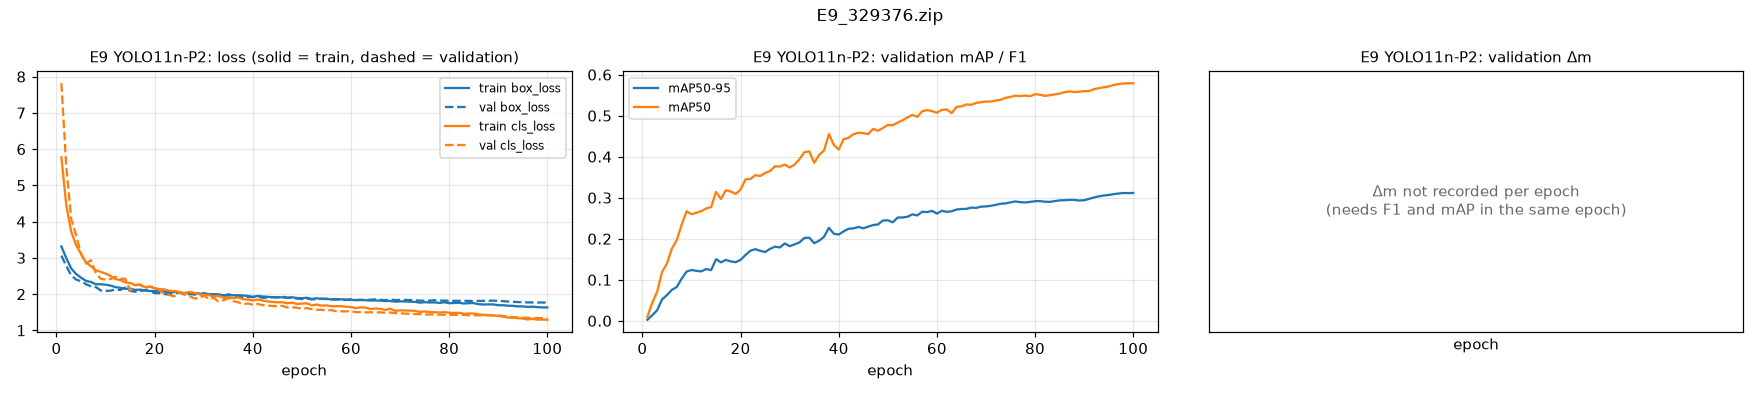 E9_329376.zip
E9 YOLO11n-P2: loss (solid = train, dashed = validation)
8
7
6
5
4
3
2
1
train box_loss
val box_loss
train cls_loss
val cls_loss
0 20 40 60 80 100
epoch
E9 YOLO11n-P2: validation mAP / F1
0.6
0.5
0.4
0.3
0.2
0.1
0.0
mAP50-95
mAP50
0 20 40 60 80 100
epoch
E9 YOLO11n-P2: validation Δm
Δm not recorded per epoch
(needs F1 and mAP in the same epoch)
epoch